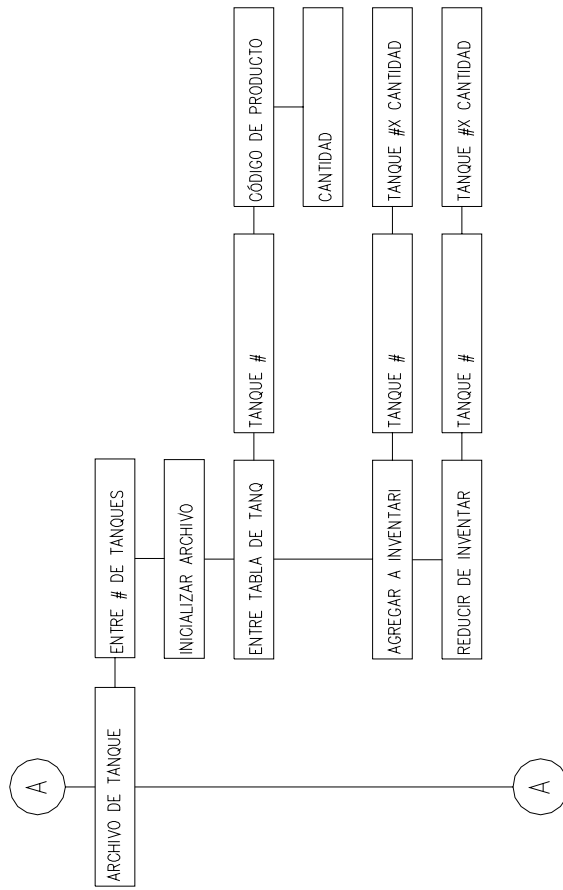 A
ARCHIVO DE TANQUE
ENTRE # DE TANQUES
INICIALIZAR ARCHIVO
ENTRE TABLA DE TANQ
TANQUE #
CÓDIGO DE PRODUCTO
CANTIDAD
AGREGAR A INVENTARI
TANQUE #
TANQUE #X CANTIDAD
REDUCIR DE INVENTAR
TANQUE #
TANQUE #X CANTIDAD
A